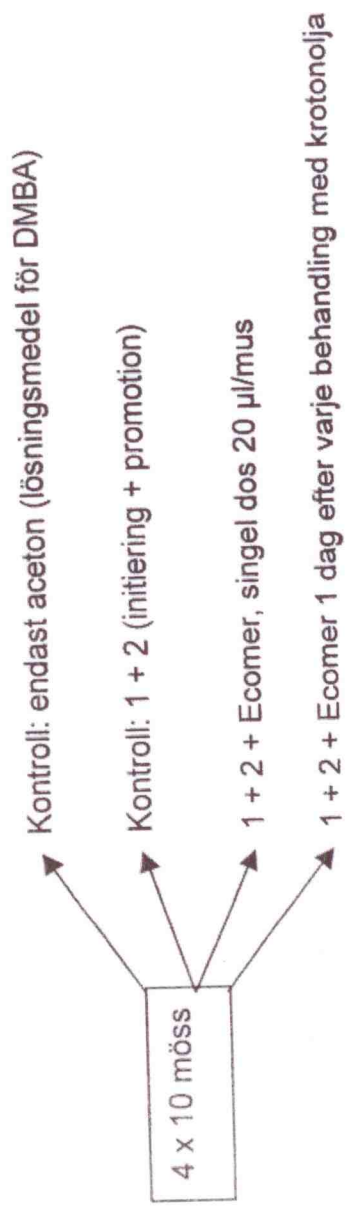 4 x 10 möss
Kontroll: endast aceton (lösningsmedel för DMBA)
Kontroll: 1 + 2 (initiering + promotion)
1 + 2 + Ecomer, singel dos 20 µl/mus
1 + 2 + Ecomer 1 dag efter varje behandling med krotonolja